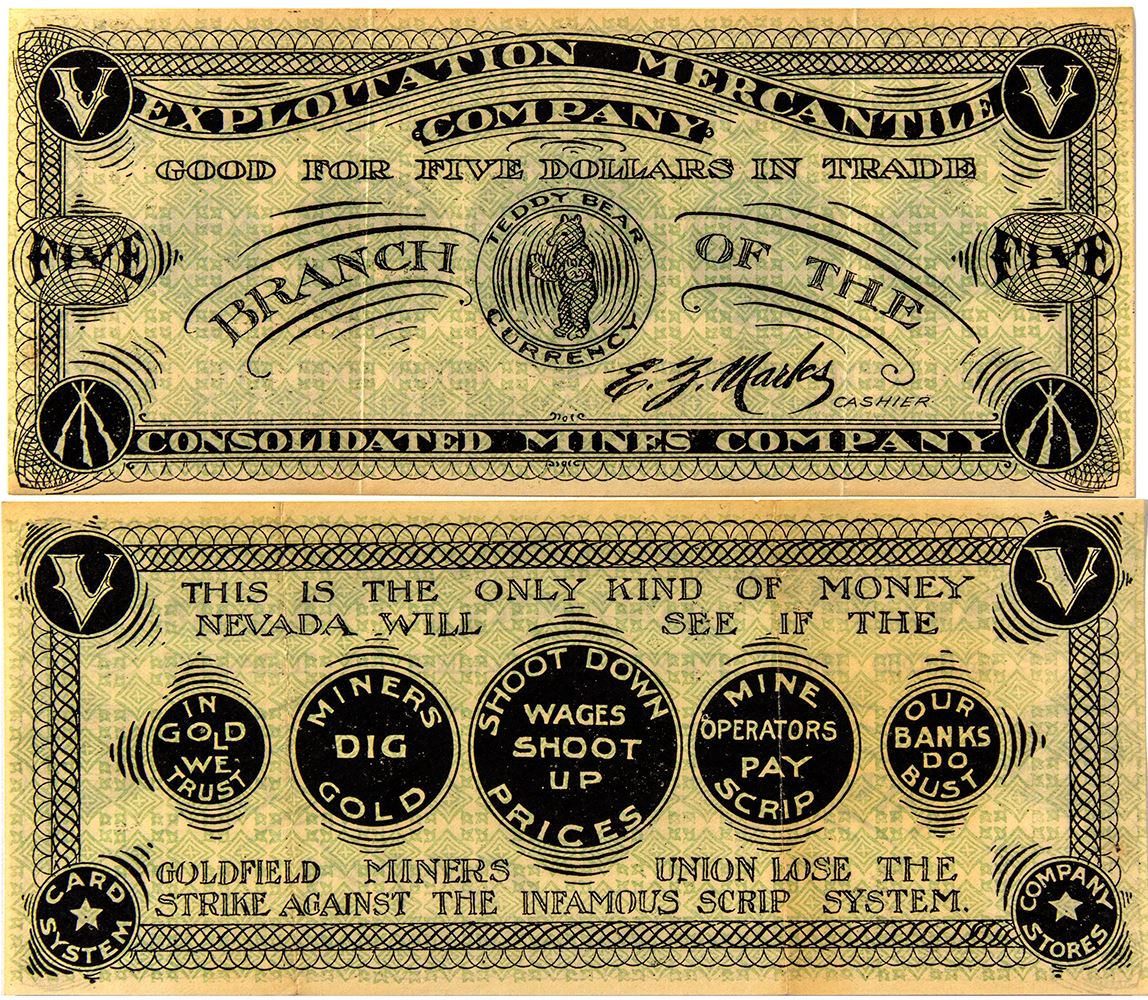 V
V
EXPLOITATION MERCANTILE
COMPANY
GOOD FOR FIVE DOLLARS IN TRADE
FIVE
FIVE
BRANCH OF THE
TEDDY BEAR
CURRENCY
E. Z. Marks
CASHIER
CONSOLIDATED MINES COMPANY
V
V
THIS IS THE ONLY KIND OF MONEY
NEVADA WILL SEE IF THE
IN
GOLD
WE
TRUST
MINERS
DIG
GOLD
SHOOT DOWN
WAGES
SHOOT
UP
PRICES
MINE
OPERATORS
PAY
SCRIP
OUR
BANKS
DO
BUST
GOLDFIELD MINERS UNION LOSE THE
STRIKE AGAINST THE INFAMOUS SCRIP SYSTEM.
CARD
SYSTEM
COMPANY
STORES